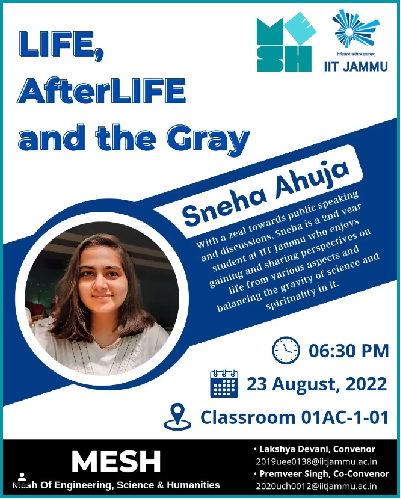 LIFE,
AfterLIFE
and the Gray
ME
SH
IIT JAMMU
Sneha Ahuja
With a zeal towards public speaking
and discussions, Sneha is a 2nd year
student at IIT Jammu who enjoys
gaining and sharing perspectives on
life from various aspects and
balancing the gravity of science and
spirituality in it.
06:30 PM
23 August, 2022
Classroom 01AC-1-01
MESH
Mesh Of Engineering, Science & Humanities
• Lakshya Devani, Convenor
2019uee0138@iitjammu.ac.in
• Premveer Singh, Co-Convenor
2020uch0012@iitjammu.ac.in